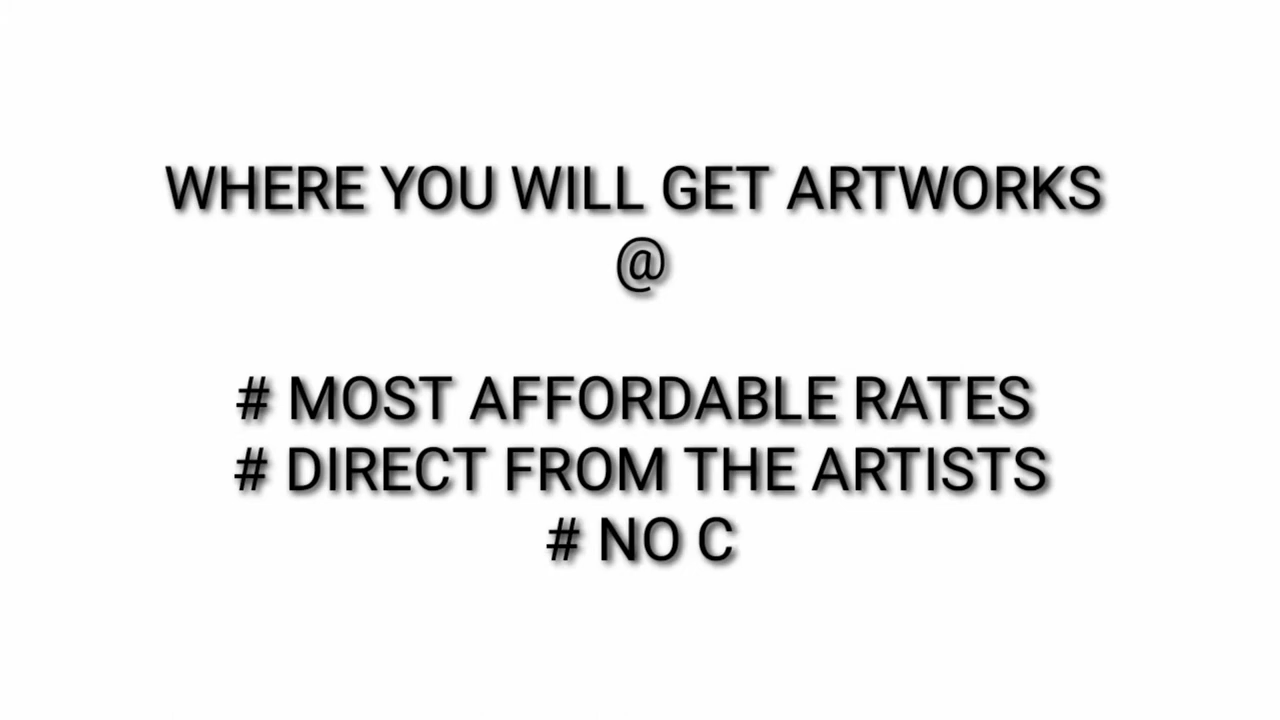 WHERE YOU WILL GET ARTWORKS
@
# MOST AFFORDABLE RATES
# DIRECT FROM THE ARTISTS
# NO C